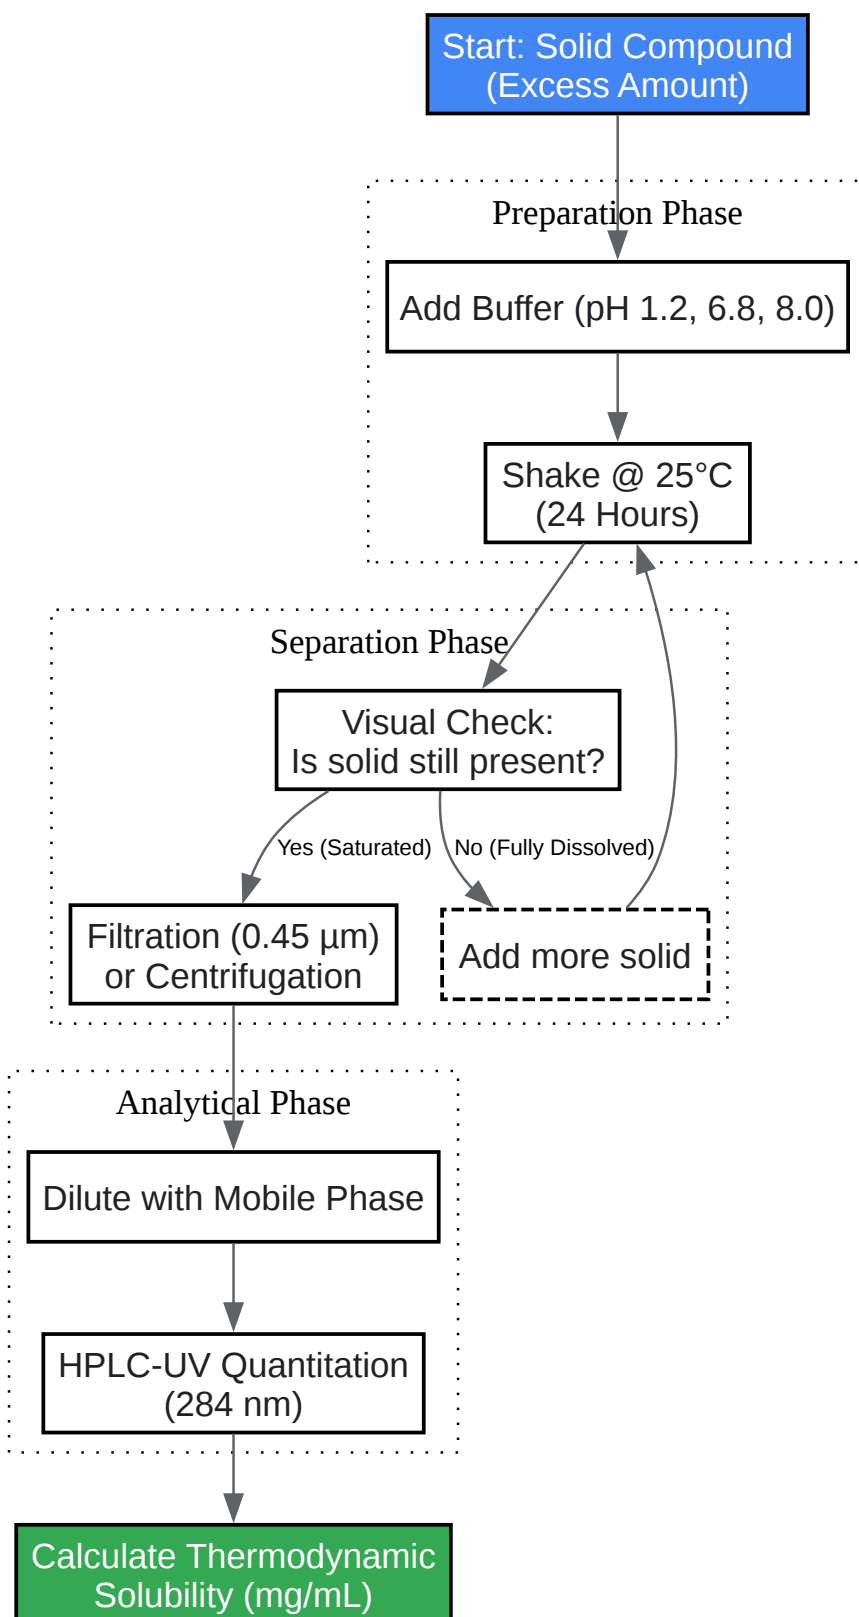 Start: Solid Compound
(Excess Amount)
Preparation Phase
Add Buffer (pH 1.2, 6.8, 8.0)
Shake @ 25°C
(24 Hours)
Separation Phase
Visual Check:
Is solid still present?
Yes (Saturated)
No (Fully Dissolved)
Filtration (0.45 µm)
or Centrifugation
Add more solid
Analytical Phase
Dilute with Mobile Phase
HPLC-UV Quantitation
(284 nm)
Calculate Thermodynamic
Solubility (mg/mL)